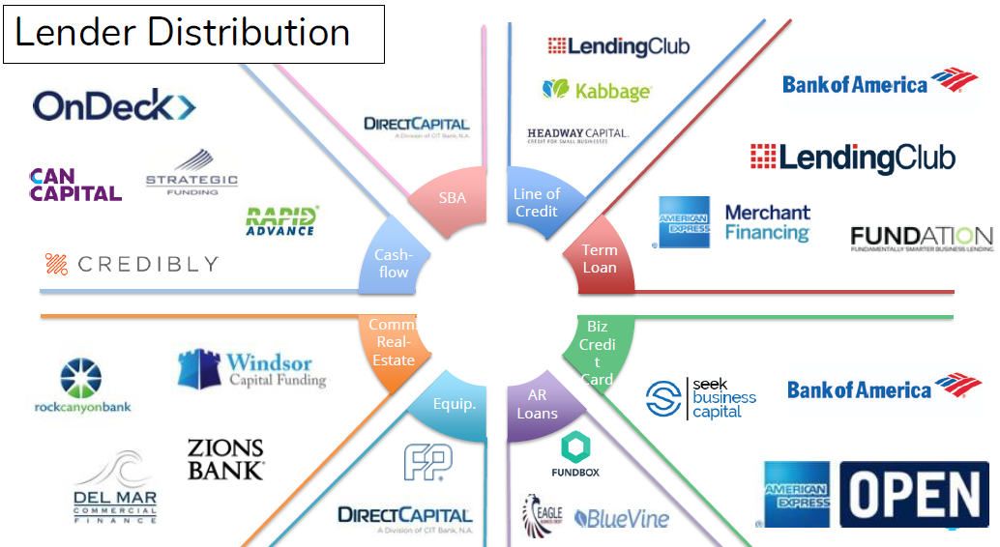 Lender Distribution
OnDeck
CAN
CAPITAL
STRATEGIC
FUNDING
RAPID®
ADVANCE
CREDIBLY
Cash-
flow
DIRECTCAPITAL
A Division of CIT Bank, N.A.
SBA
LendingClub
Kabbage®
HEADWAY CAPITAL.
CREDIT FOR SMALL BUSINESSES
Line of
Credit
Bank of America
LendingClub
AMERICAN
EXPRESS
®
Merchant
Financing
FUNDATION
FUNDAMENTALLY SMARTER BUSINESS LENDING
Term
Loan
Comm.
Real-
Estate
rockcanyonbank
Windsor
Capital Funding
ZIONS
BANK®
DEL MAR
COMMERCIAL
FINANCE
Equip.
FP®
DIRECTCAPITAL
A Division of CIT Bank, N.A.
AR
Loans
FUNDBOX
EAGLE
BlueVine
Biz
Credi
t
Card
seek
business
capital
Bank of America
AMERICAN
EXPRESS
®
OPEN